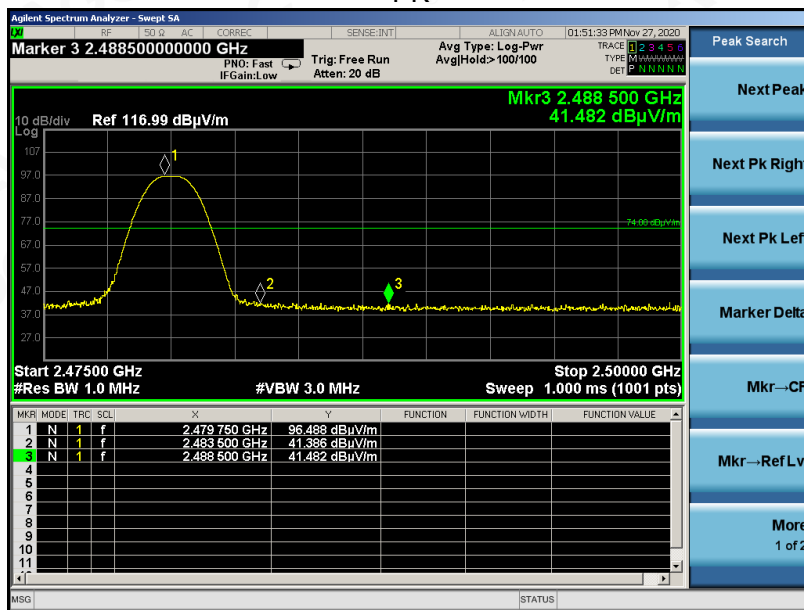 Agilent Spectrum Analyzer - Swept SA
LXI RF 50 Ω AC CORREC SENSE:INT ALIGN AUTO 01:51:33 PM Nov 27, 2020
Marker 3 2.488500000000 GHz
PNO: Fast
IFGain:Low
Trig: Free Run
Atten: 20 dB
Avg Type: Log-Pwr
Avg|Hold:>100/100
TRACE 1 2 3 4 5 6
TYPE M
DET P N N N N N
Mkr3 2.488 500 GHz
41.482 dBµV/m
10 dB/div Ref 116.99 dBµV/m
Log
107
97.0
87.0
77.0
67.0
57.0
47.0
37.0
27.0
1
2
3
74.00 dBµV/m
Start 2.47500 GHz Stop 2.50000 GHz
#Res BW 1.0 MHz #VBW 3.0 MHz Sweep 1.000 ms (1001 pts)
MKR MODE TRC SCL X Y FUNCTION FUNCTION WIDTH FUNCTION VALUE
1 N 1 f 2.479 750 GHz 96.488 dBµV/m
2 N 1 f 2.483 500 GHz 41.386 dBµV/m
3 N 1 f 2.488 500 GHz 41.482 dBµV/m
4
5
6
7
8
9
10
11
MSG STATUS
Peak Search
Next Peak
Next Pk Right
Next Pk Left
Marker Delta
Mkr→CF
Mkr→Ref Lv
More
1 of 2